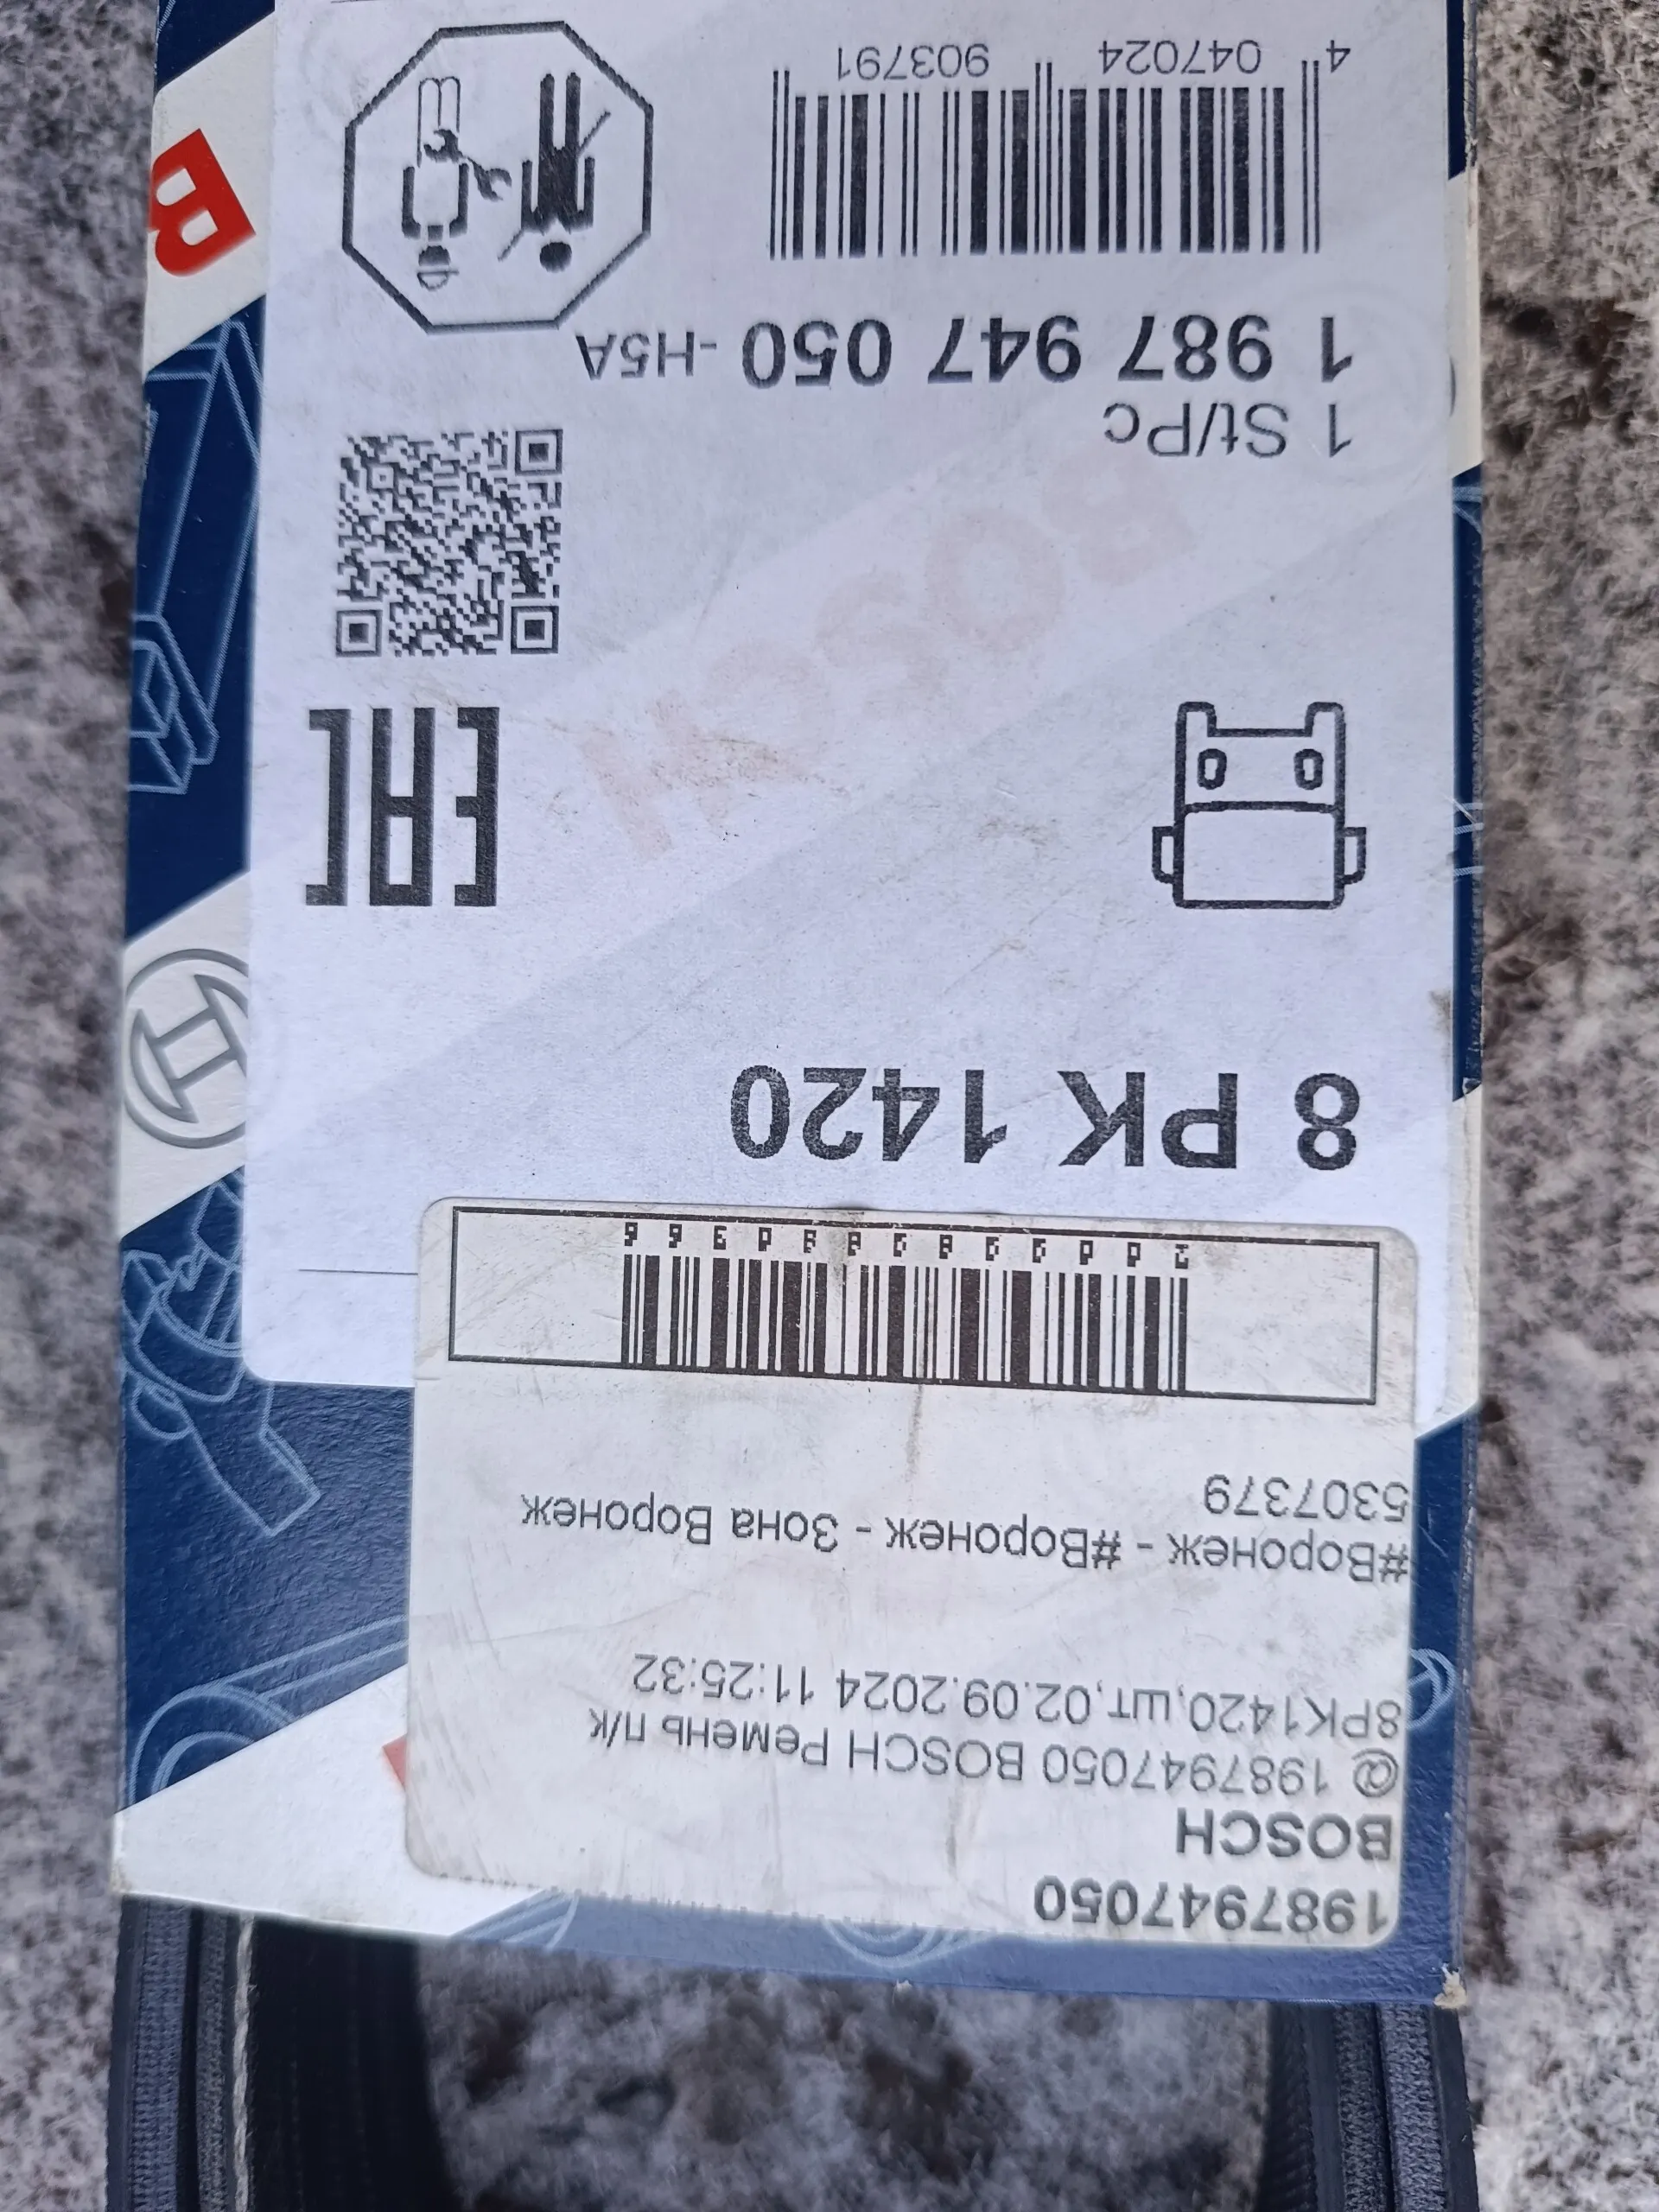 1987947050
BOSCH
@ 1987947050 BOSCH Ремень п/к
8PK1420,шт,02.09.2024 11:25:32
#Воронеж - #Воронеж - Зона Воронеж
5307379
8 PK 1420
EAC
1 St/Pc
1 987 947 050 -H5A
4 047024 903791
B